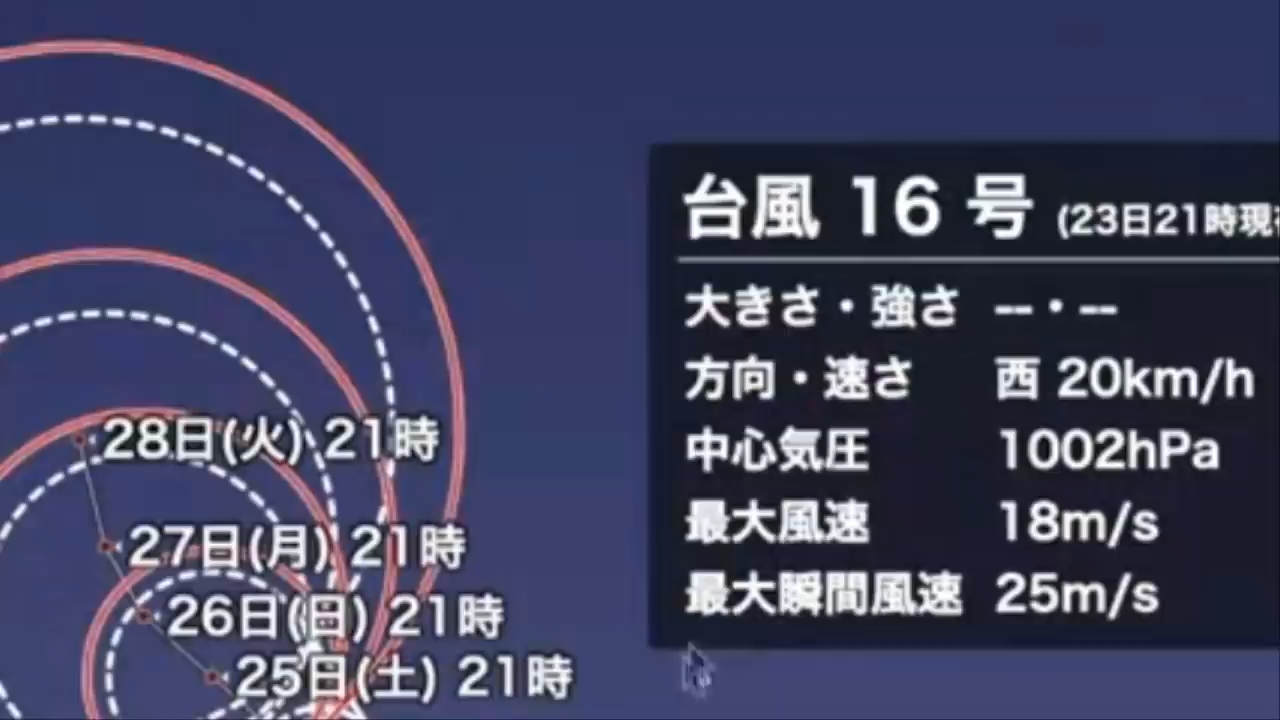 台風 16 号 (23日21時現
大きさ・強さ --・--
方向・速さ 西 20km/h
中心気圧 1002hPa
最大風速 18m/s
最大瞬間風速 25m/s
28日(火) 21時
27日(月) 21時
26日(日) 21時
25日(土) 21時